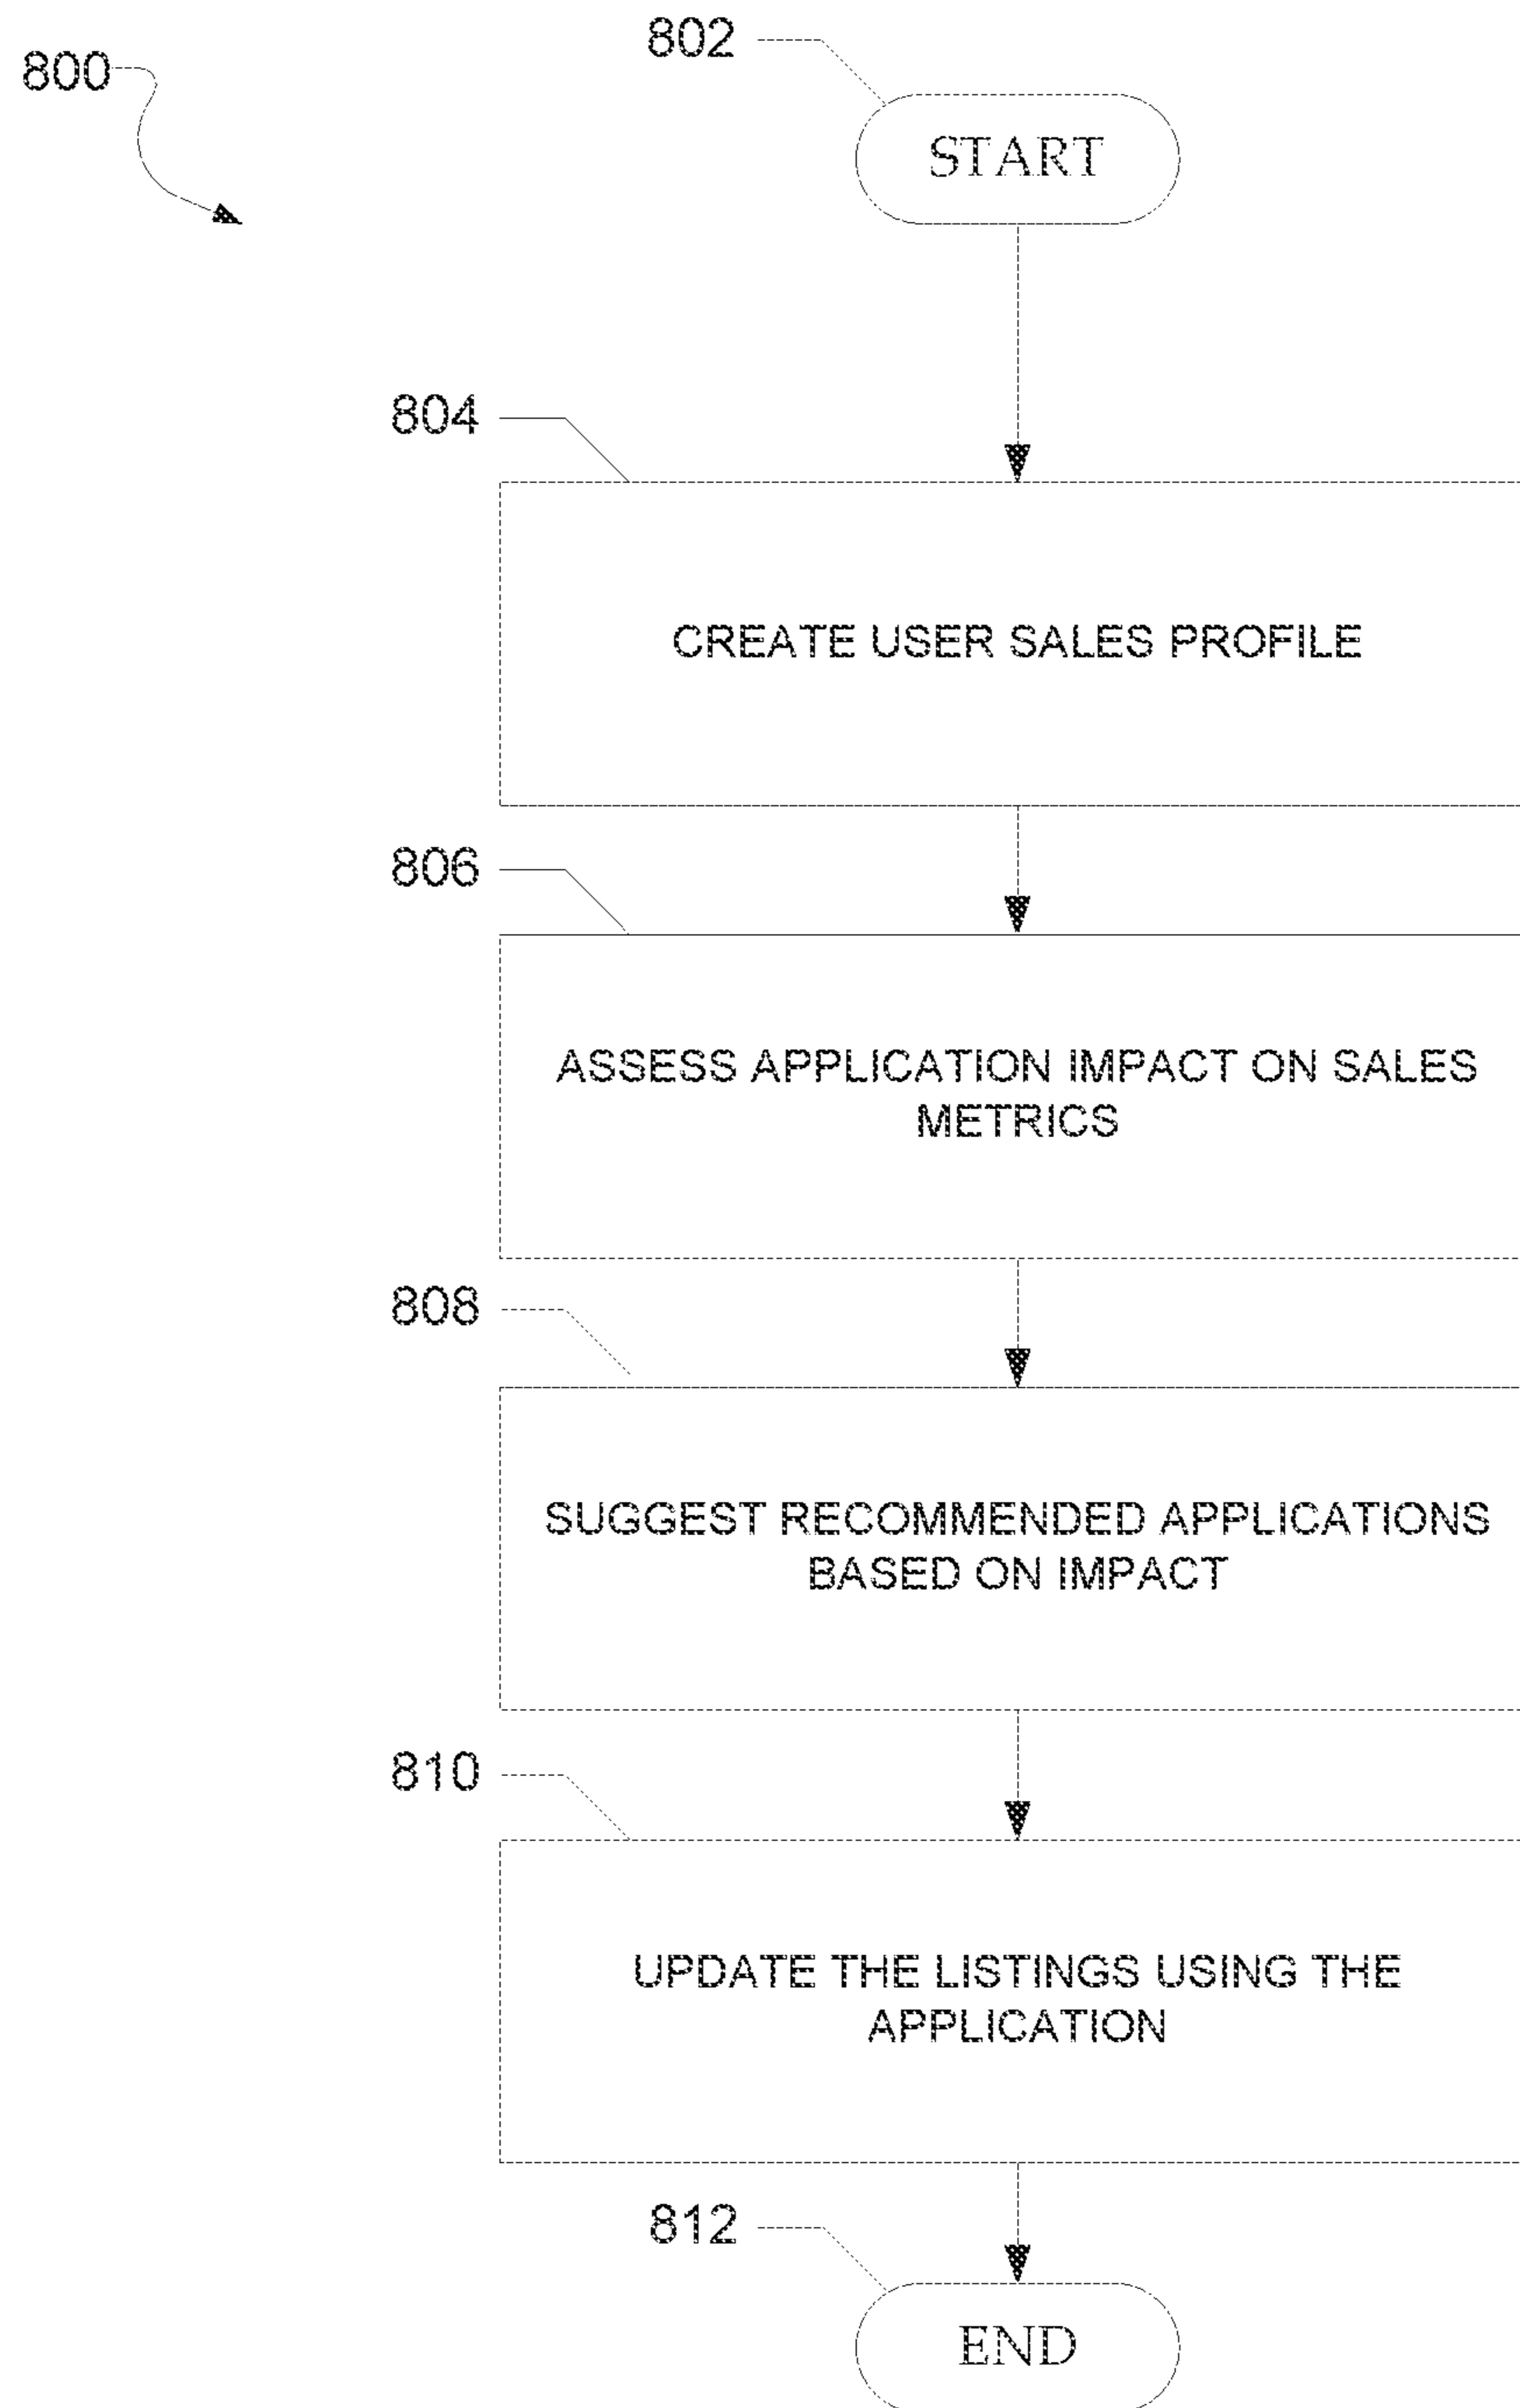 802
800
START
804
CREATE USER SALES PROFILE
806
ASSESS APPLICATION IMPACT ON SALES
METRICS
808
SUGGEST RECOMMENDED APPLICATIONS
BASED ON IMPACT
810
UPDATE THE LISTINGS USING THE
APPLICATION
812
END